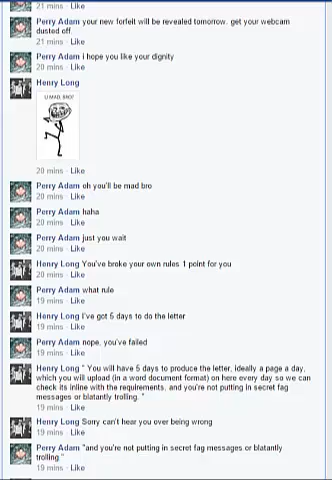 21 mins · Like
Perry Adam your new forfeit will be revealed tomorrow. get your webcam
dusted off.
21 mins · Like
Perry Adam i hope you like your dignity
20 mins · Like
Henry Long
U MAD, BRO?
20 mins · Like
Perry Adam oh you'll be mad bro
20 mins · Like
Perry Adam haha
20 mins · Like
Perry Adam just you wait
20 mins · Like
Henry Long You've broke your own rules 1 point for you
20 mins · Like
Perry Adam what rule
19 mins · Like
Henry Long I've got 5 days to do the letter
19 mins · Like
Perry Adam nope, you've failed
19 mins · Like
Henry Long " You will have 5 days to produce the letter, ideally a page a day,
which you will upload (in a word document format) on here every day so we can
check its inline with the requirements, and you're not putting in secret fag
messages or blatantly trolling. "
19 mins · Like
Henry Long Sorry can't hear you over being wrong
19 mins · Like
Perry Adam "and you're not putting in secret fag messages or blatantly
trolling."
19 mins · Like